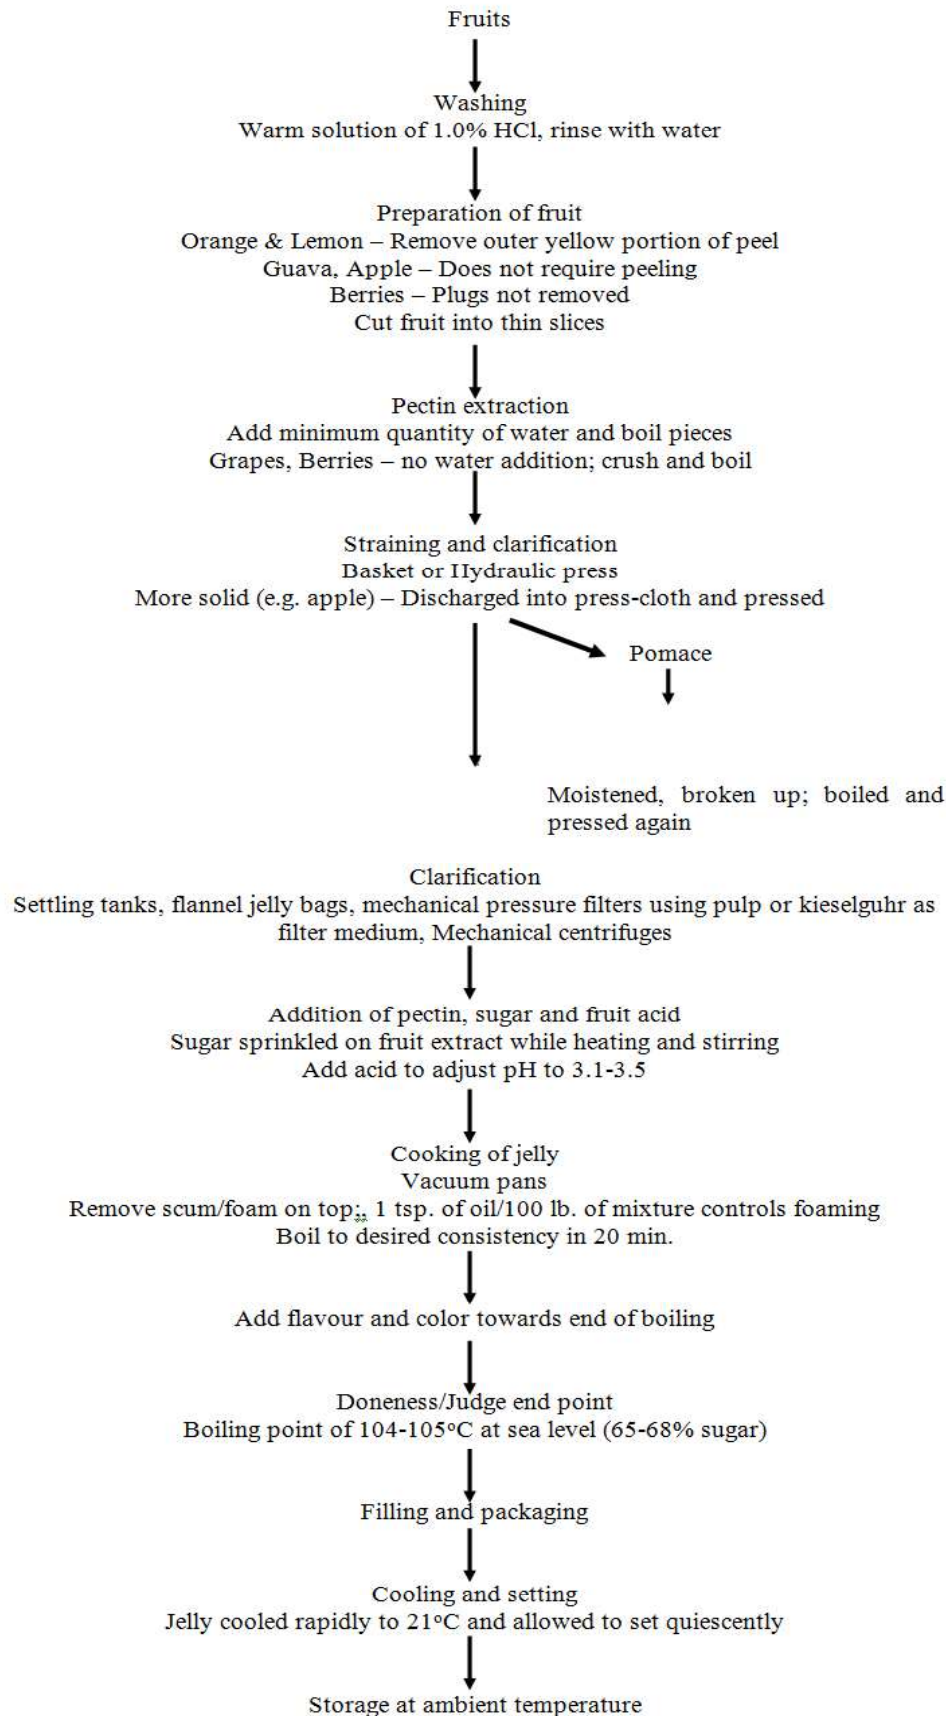 Fruits
Washing
Warm solution of 1.0% HCl, rinse with water
Preparation of fruit
Orange & Lemon – Remove outer yellow portion of peel
Guava, Apple – Does not require peeling
Berries – Plugs not removed
Cut fruit into thin slices
Pectin extraction
Add minimum quantity of water and boil pieces
Grapes, Berries – no water addition; crush and boil
Straining and clarification
Basket or Hydraulic press
More solid (e.g. apple) – Discharged into press-cloth and pressed
Pomace
Moistened, broken up; boiled and
pressed again
Clarification
Settling tanks, flannel jelly bags, mechanical pressure filters using pulp or kieselguhr as
filter medium, Mechanical centrifuges
Addition of pectin, sugar and fruit acid
Sugar sprinkled on fruit extract while heating and stirring
Add acid to adjust pH to 3.1-3.5
Cooking of jelly
Vacuum pans
Remove scum/foam on top;, 1 tsp. of oil/100 lb. of mixture controls foaming
Boil to desired consistency in 20 min.
Add flavour and color towards end of boiling
Doneness/Judge end point
Boiling point of 104-105°C at sea level (65-68% sugar)
Filling and packaging
Cooling and setting
Jelly cooled rapidly to 21°C and allowed to set quiescently
Storage at ambient temperature